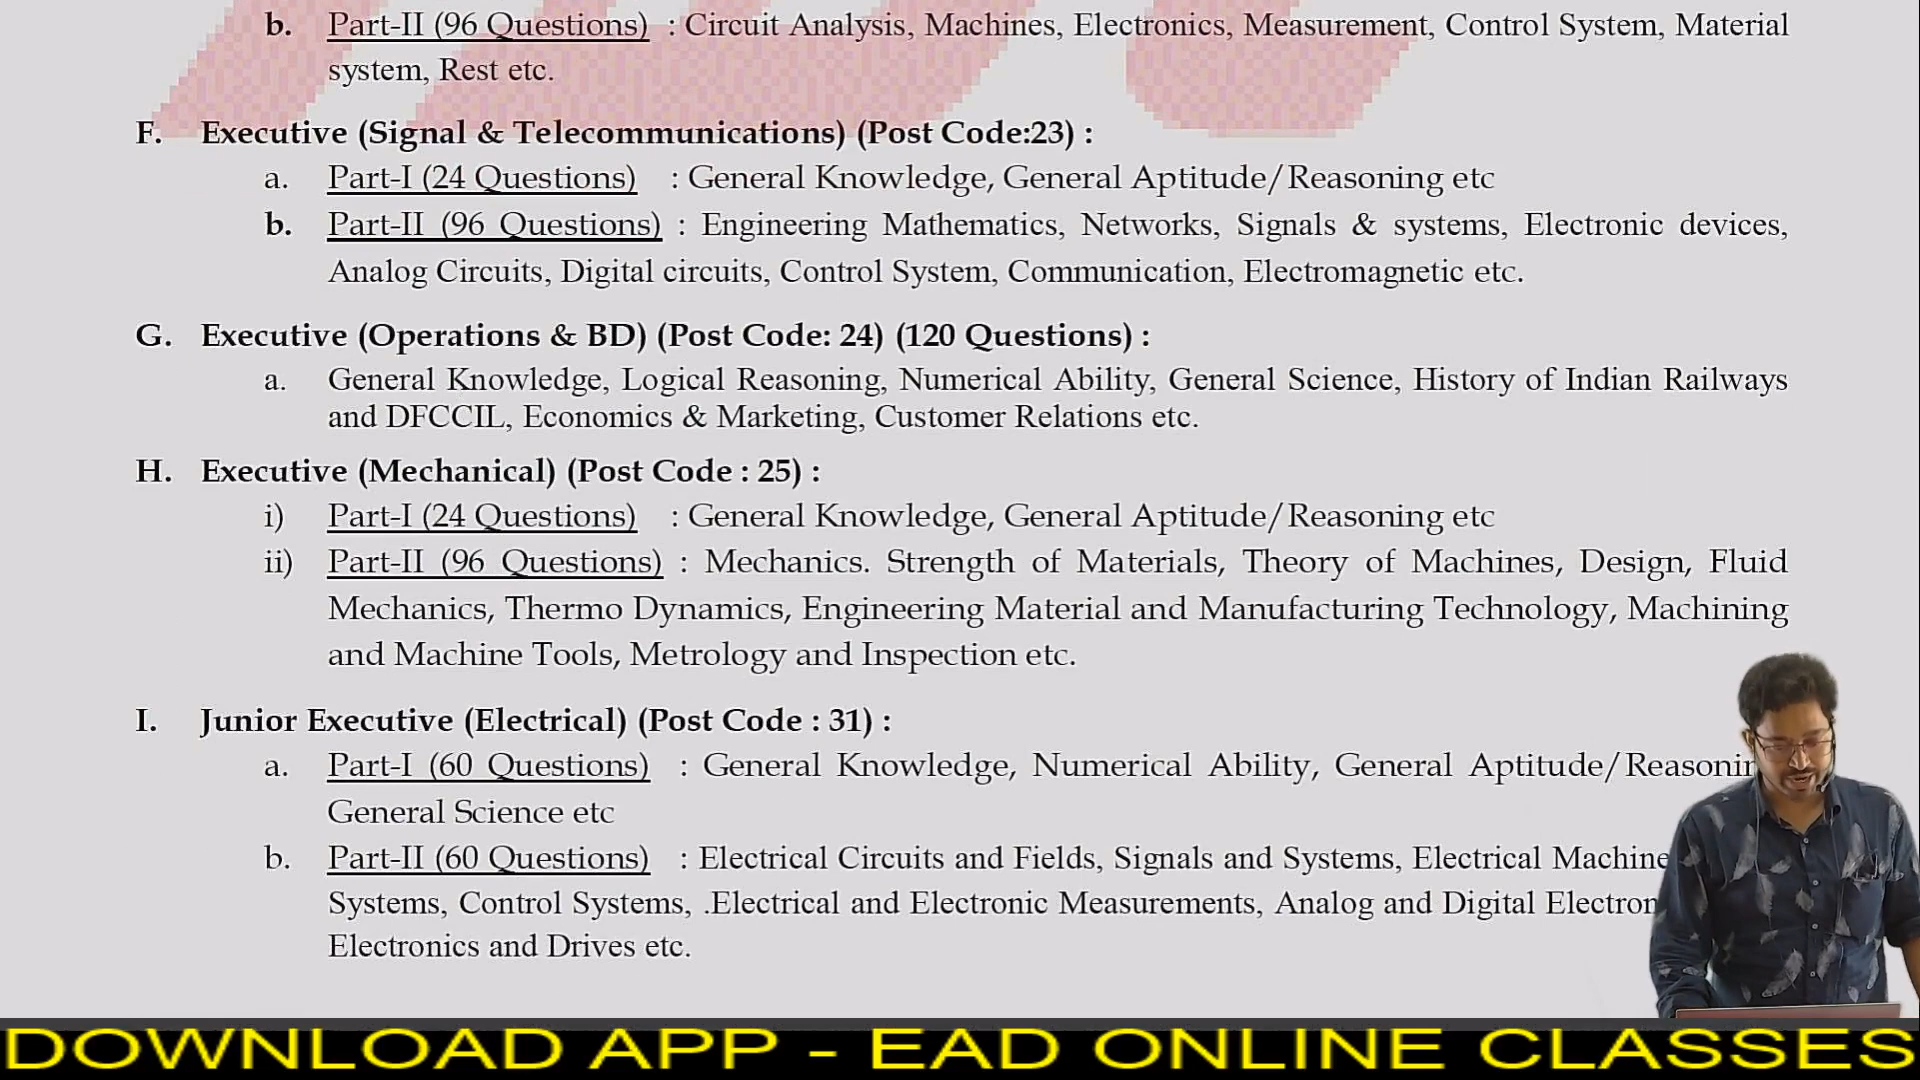 b. Part-II (96 Questions) : Circuit Analysis, Machines, Electronics, Measurement, Control System, Material
system, Rest etc.
F. Executive (Signal & Telecommunications) (Post Code:23) :
a. Part-I (24 Questions) : General Knowledge, General Aptitude/Reasoning etc
b. Part-II (96 Questions) : Engineering Mathematics, Networks, Signals & systems, Electronic devices,
Analog Circuits, Digital circuits, Control System, Communication, Electromagnetic etc.
G. Executive (Operations & BD) (Post Code: 24) (120 Questions) :
a. General Knowledge, Logical Reasoning, Numerical Ability, General Science, History of Indian Railways
and DFCCIL, Economics & Marketing, Customer Relations etc.
H. Executive (Mechanical) (Post Code : 25) :
i) Part-I (24 Questions) : General Knowledge, General Aptitude/Reasoning etc
ii) Part-II (96 Questions) : Mechanics. Strength of Materials, Theory of Machines, Design, Fluid
Mechanics, Thermo Dynamics, Engineering Material and Manufacturing Technology, Machining
and Machine Tools, Metrology and Inspection etc.
I. Junior Executive (Electrical) (Post Code : 31) :
a. Part-I (60 Questions) : General Knowledge, Numerical Ability, General Aptitude/Reasonin
General Science etc
b. Part-II (60 Questions) : Electrical Circuits and Fields, Signals and Systems, Electrical Machine
Systems, Control Systems, .Electrical and Electronic Measurements, Analog and Digital Electron
Electronics and Drives etc.
DOWNLOAD APP - EAD ONLINE CLASSES